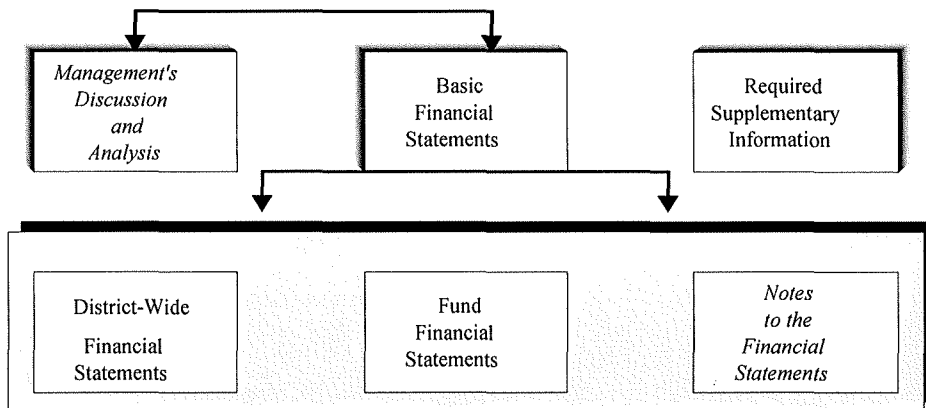 Management's
Discussion
and
Analysis
Basic
Financial
Statements
Required
Supplementary
Information
District-Wide
Financial
Statements
Fund
Financial
Statements
Notes
to the
Financial
Statements